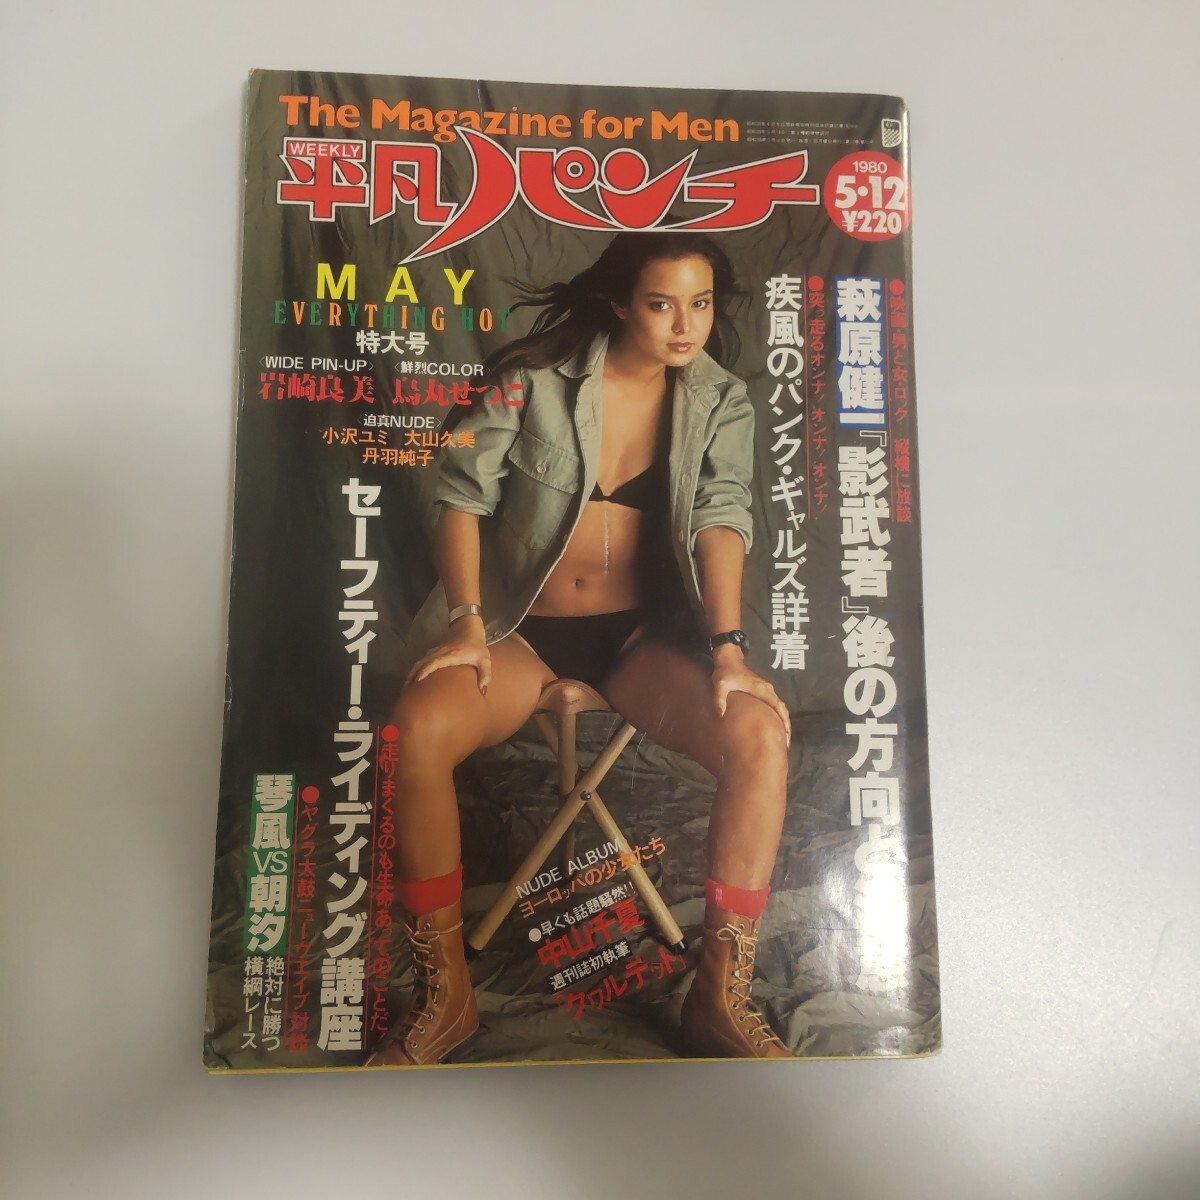 The Magazine for Men
WEEKLY
平凡パンチ
1980
5・12
¥220
MAY
EVERYTHING HOT
特大号
〈WIDE PIN-UP〉
岩崎良美
〈鮮烈COLOR〉
烏丸せつこ
〈迫真NUDE〉
小沢ユミ 大山久美
丹羽純子
●映画・男と女・ロック…縦横に放談
萩原健一『影武者』後の方向と
●突っ走るオンナ！オンナ！オンナ！
疾風のパンク・ギャルズ詳着
●走りまくるのも生命あってのことだ！
セーフティー・ライディング講座
●ヤグラ太鼓ニューウエイブ対談
琴風VS朝汐
絶対に勝つ
横綱レース
NUDE ALBUM
ヨーロッパの少女たち
●早くも話題騒然!!
中山千夏
週刊誌初執筆
「クヮルテット」